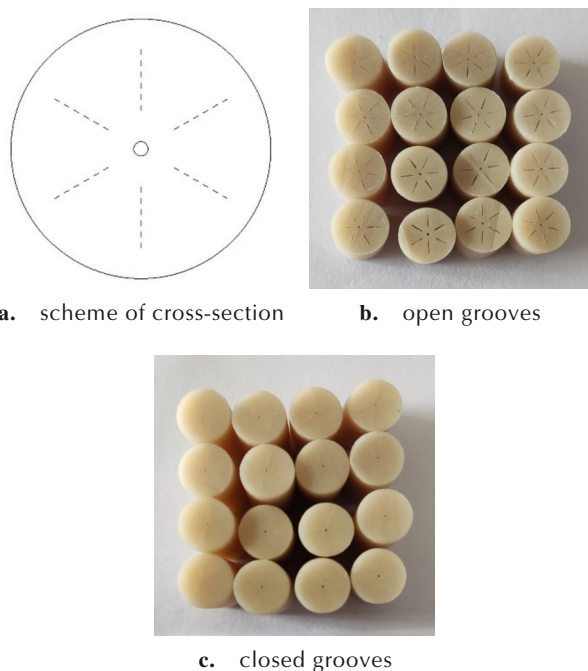 a. scheme of cross-section
b. open grooves
c. closed grooves